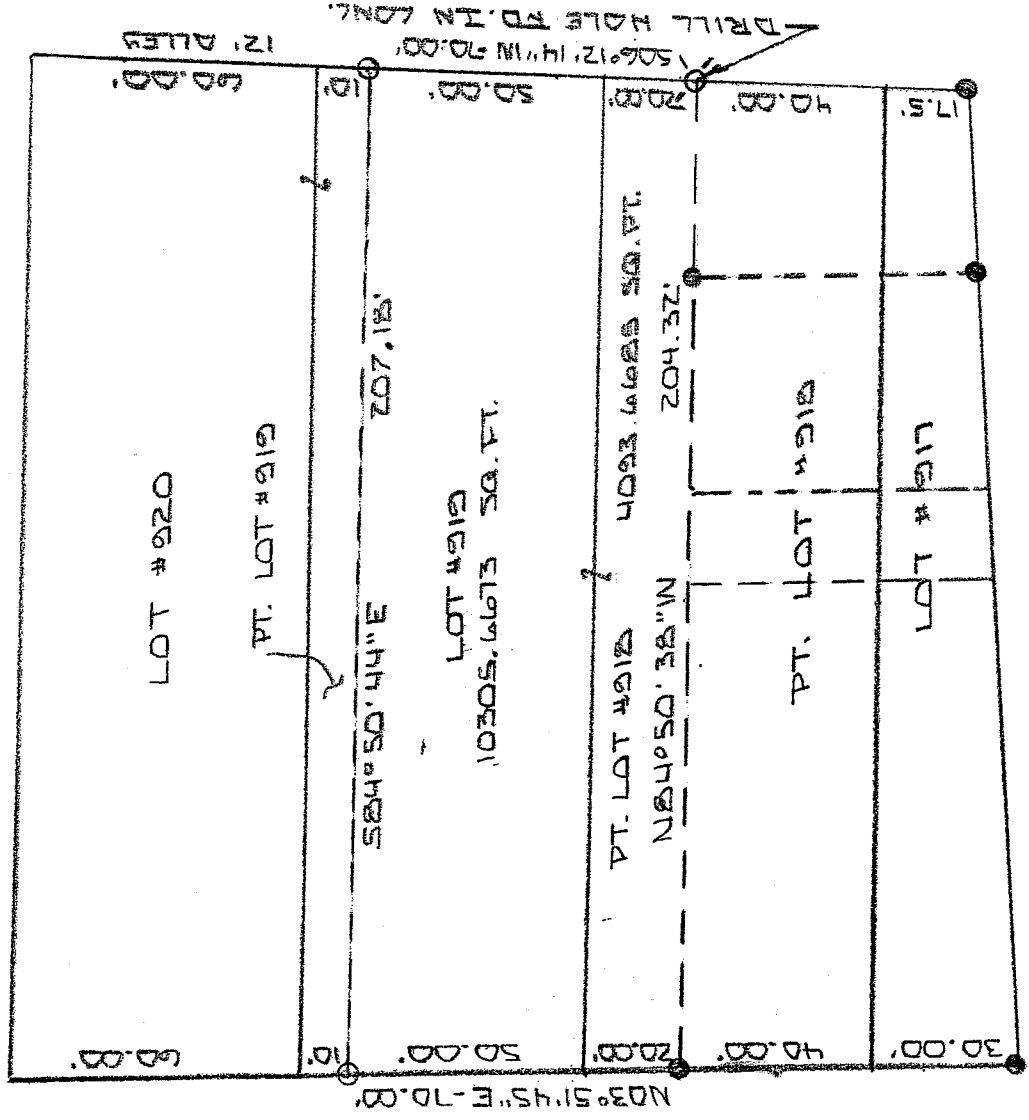 DRILL HOLE FD. IN CONC.
12' ALLEY
S06°12'14"W-70.00'
60.00'
10'
50.00'
20.00'
40.00'
17.5'
LOT #920
PT. LOT #919
S84°50'44"E
207.18'
LOT #919
10305.6673 SQ. FT.
PT. LOT #918
4093.6685 SQ. FT.
N84°50'38"W
204.32'
PT. LOT #918
LOT #917
60.00'
10'
50.00'
20.00'
40.00'
30.00'
N03°51'45"E-70.00'